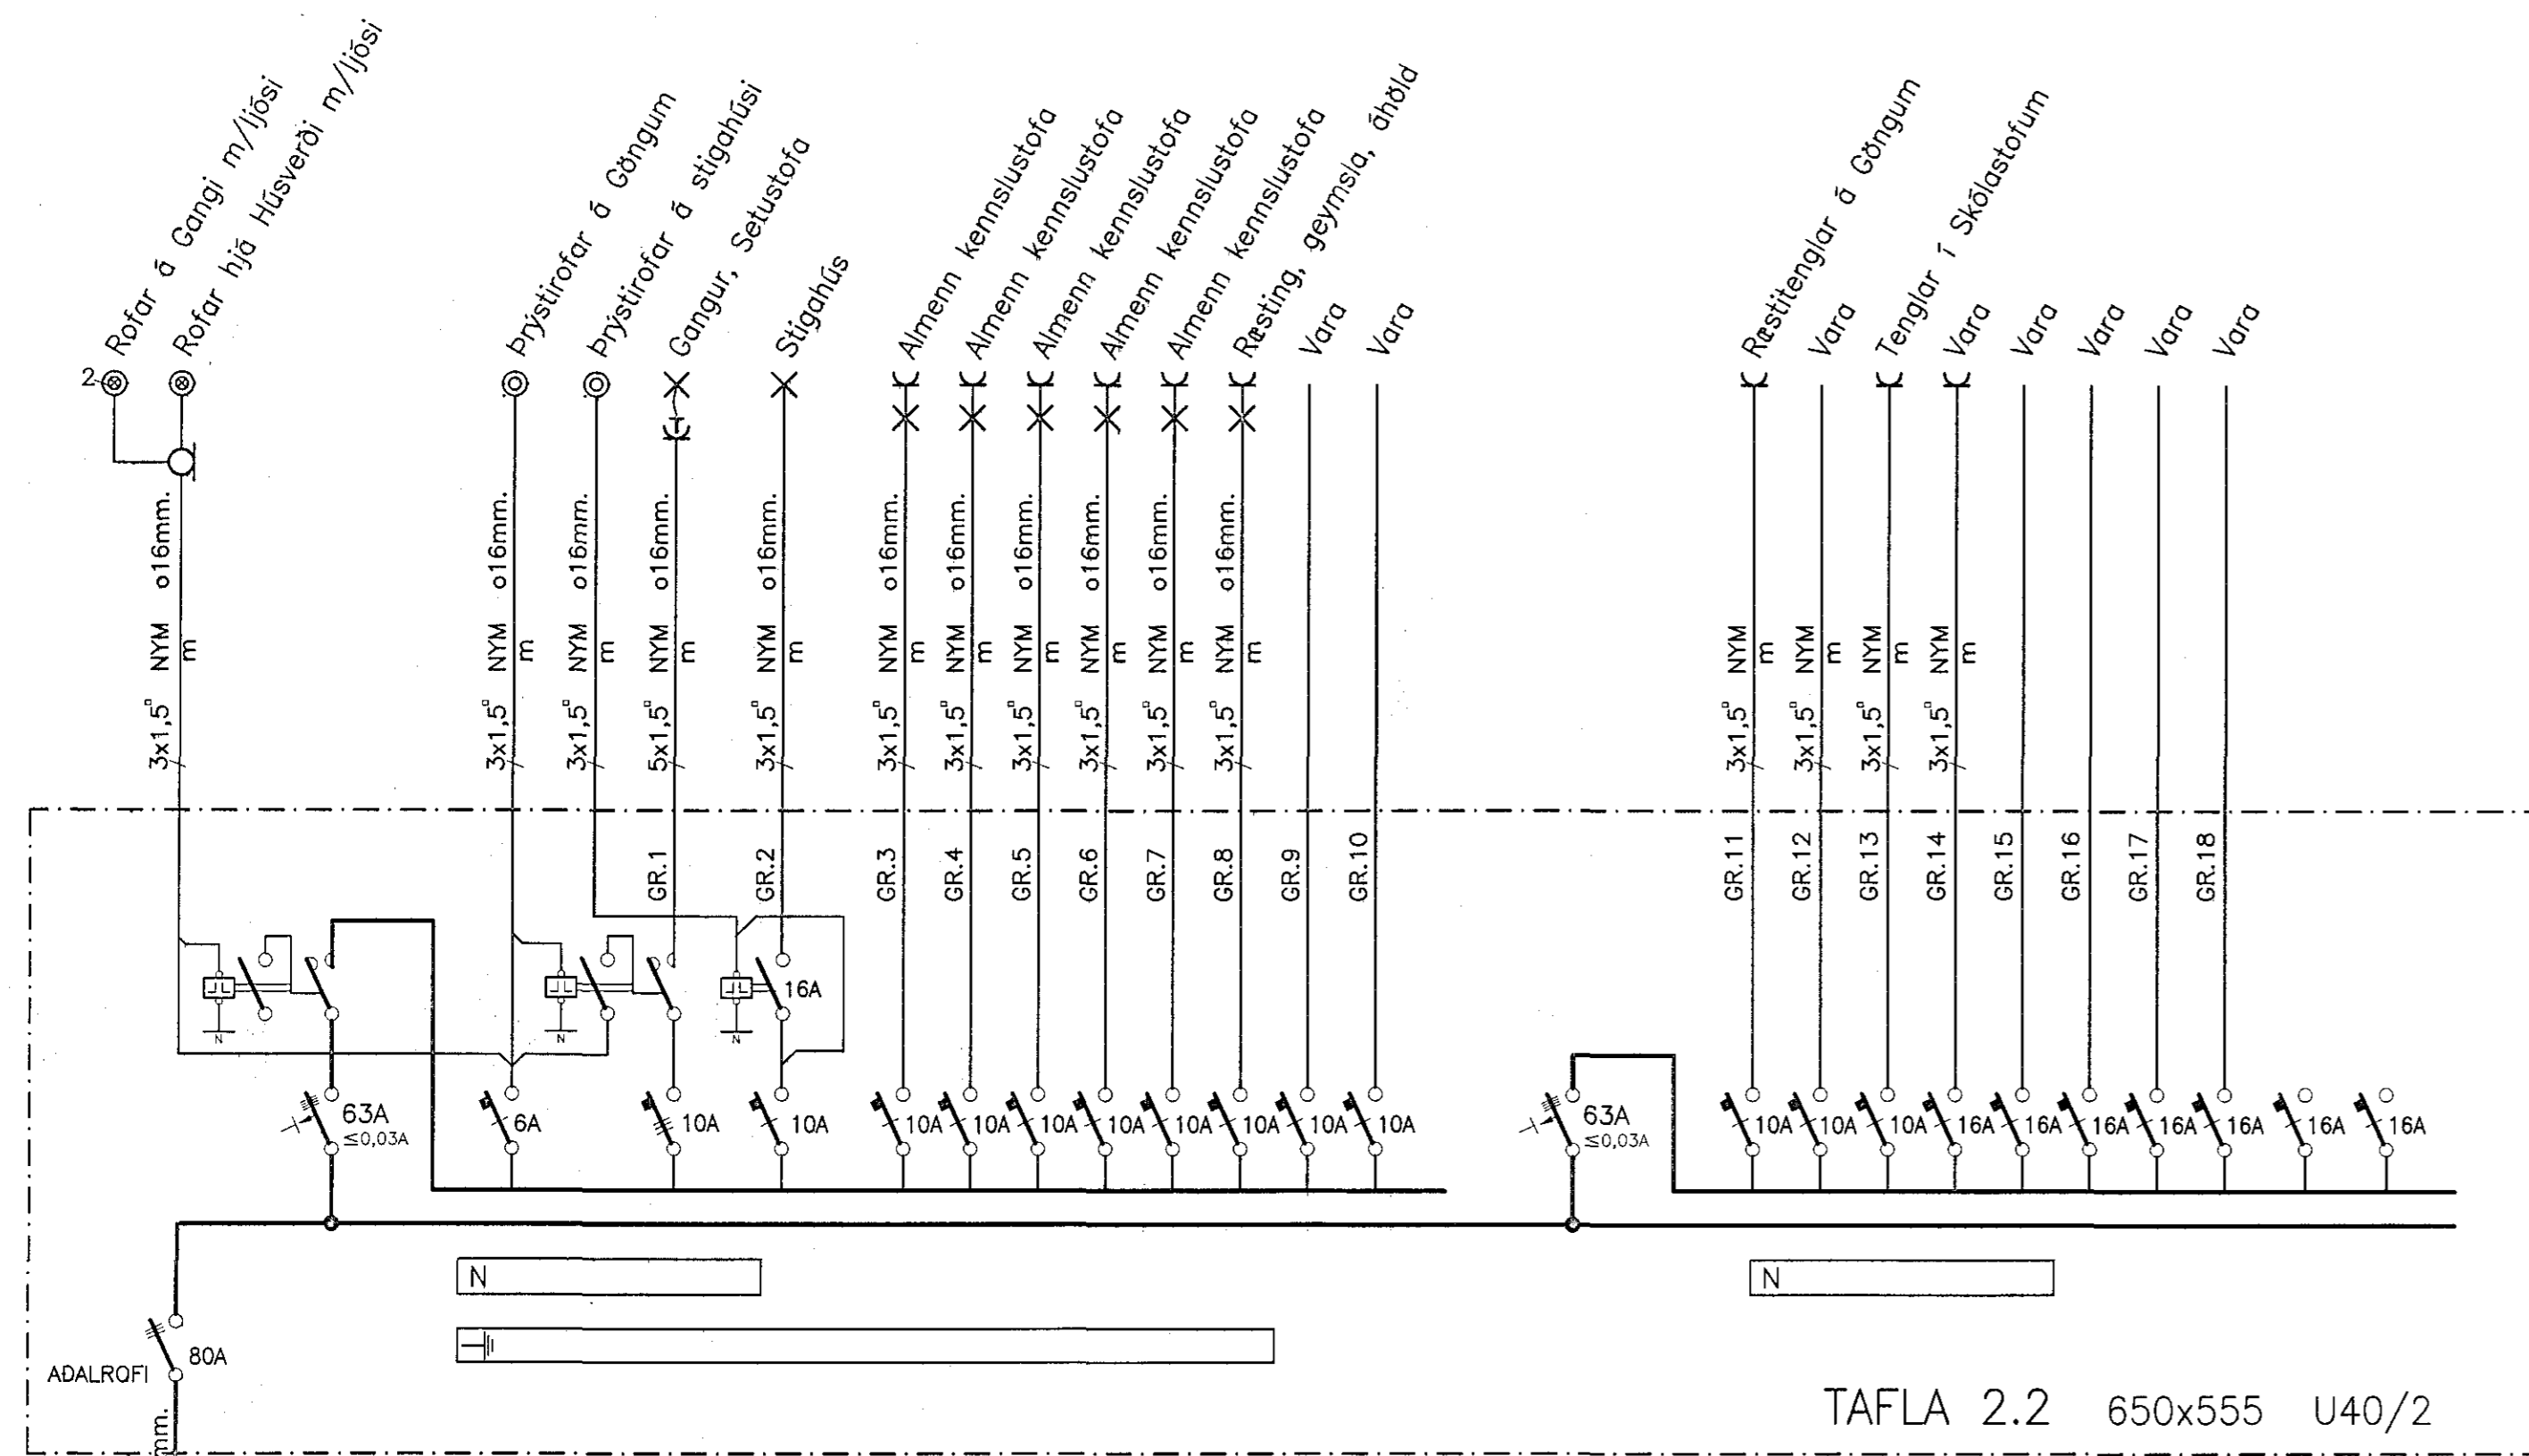 Rofar á Gangi m/ljósi
Rofar hjá Húsverði m/ljósi
Þrýstirofar á Göngum
Þrýstirofar á stigahúsi
Gangur, Setustofa
Stigahús
Almenn kennslustofa
Almenn kennslustofa
Almenn kennslustofa
Almenn kennslustofa
Almenn kennslustofa
Ræsting, geymsla, áhöld
Vara
Vara
Ræstitenglar á Göngum
Vara
Tenglar í Skólastofum
Vara
Vara
Vara
Vara
Vara
2
3x1,5▫ NYM o16mm.
m
3x1,5▫ NYM o16mm.
m
3x1,5▫ NYM o16mm.
m
5x1,5▫ NYM o16mm.
m
3x1,5▫ NYM o16mm.
m
3x1,5▫ NYM o16mm.
m
3x1,5▫ NYM o16mm.
m
3x1,5▫ NYM o16mm.
m
3x1,5▫ NYM o16mm.
m
3x1,5▫ NYM o16mm.
m
3x1,5▫ NYM o16mm.
m
3x1,5▫ NYM
m
3x1,5▫ NYM
m
3x1,5▫ NYM
m
3x1,5▫ NYM
m
GR.1
GR.2
GR.3
GR.4
GR.5
GR.6
GR.7
GR.8
GR.9
GR.10
GR.11
GR.12
GR.13
GR.14
GR.15
GR.16
GR.17
GR.18
16A
N
N
N
63A
≤0,03A
6A
10A
10A
10A
10A
10A
10A
10A
10A
10A
10A
63A
≤0,03A
10A
10A
10A
16A
16A
16A
16A
16A
16A
16A
N
N
80A
AÐALROFI
mm.
TAFLA 2.2 650x555 U40/2